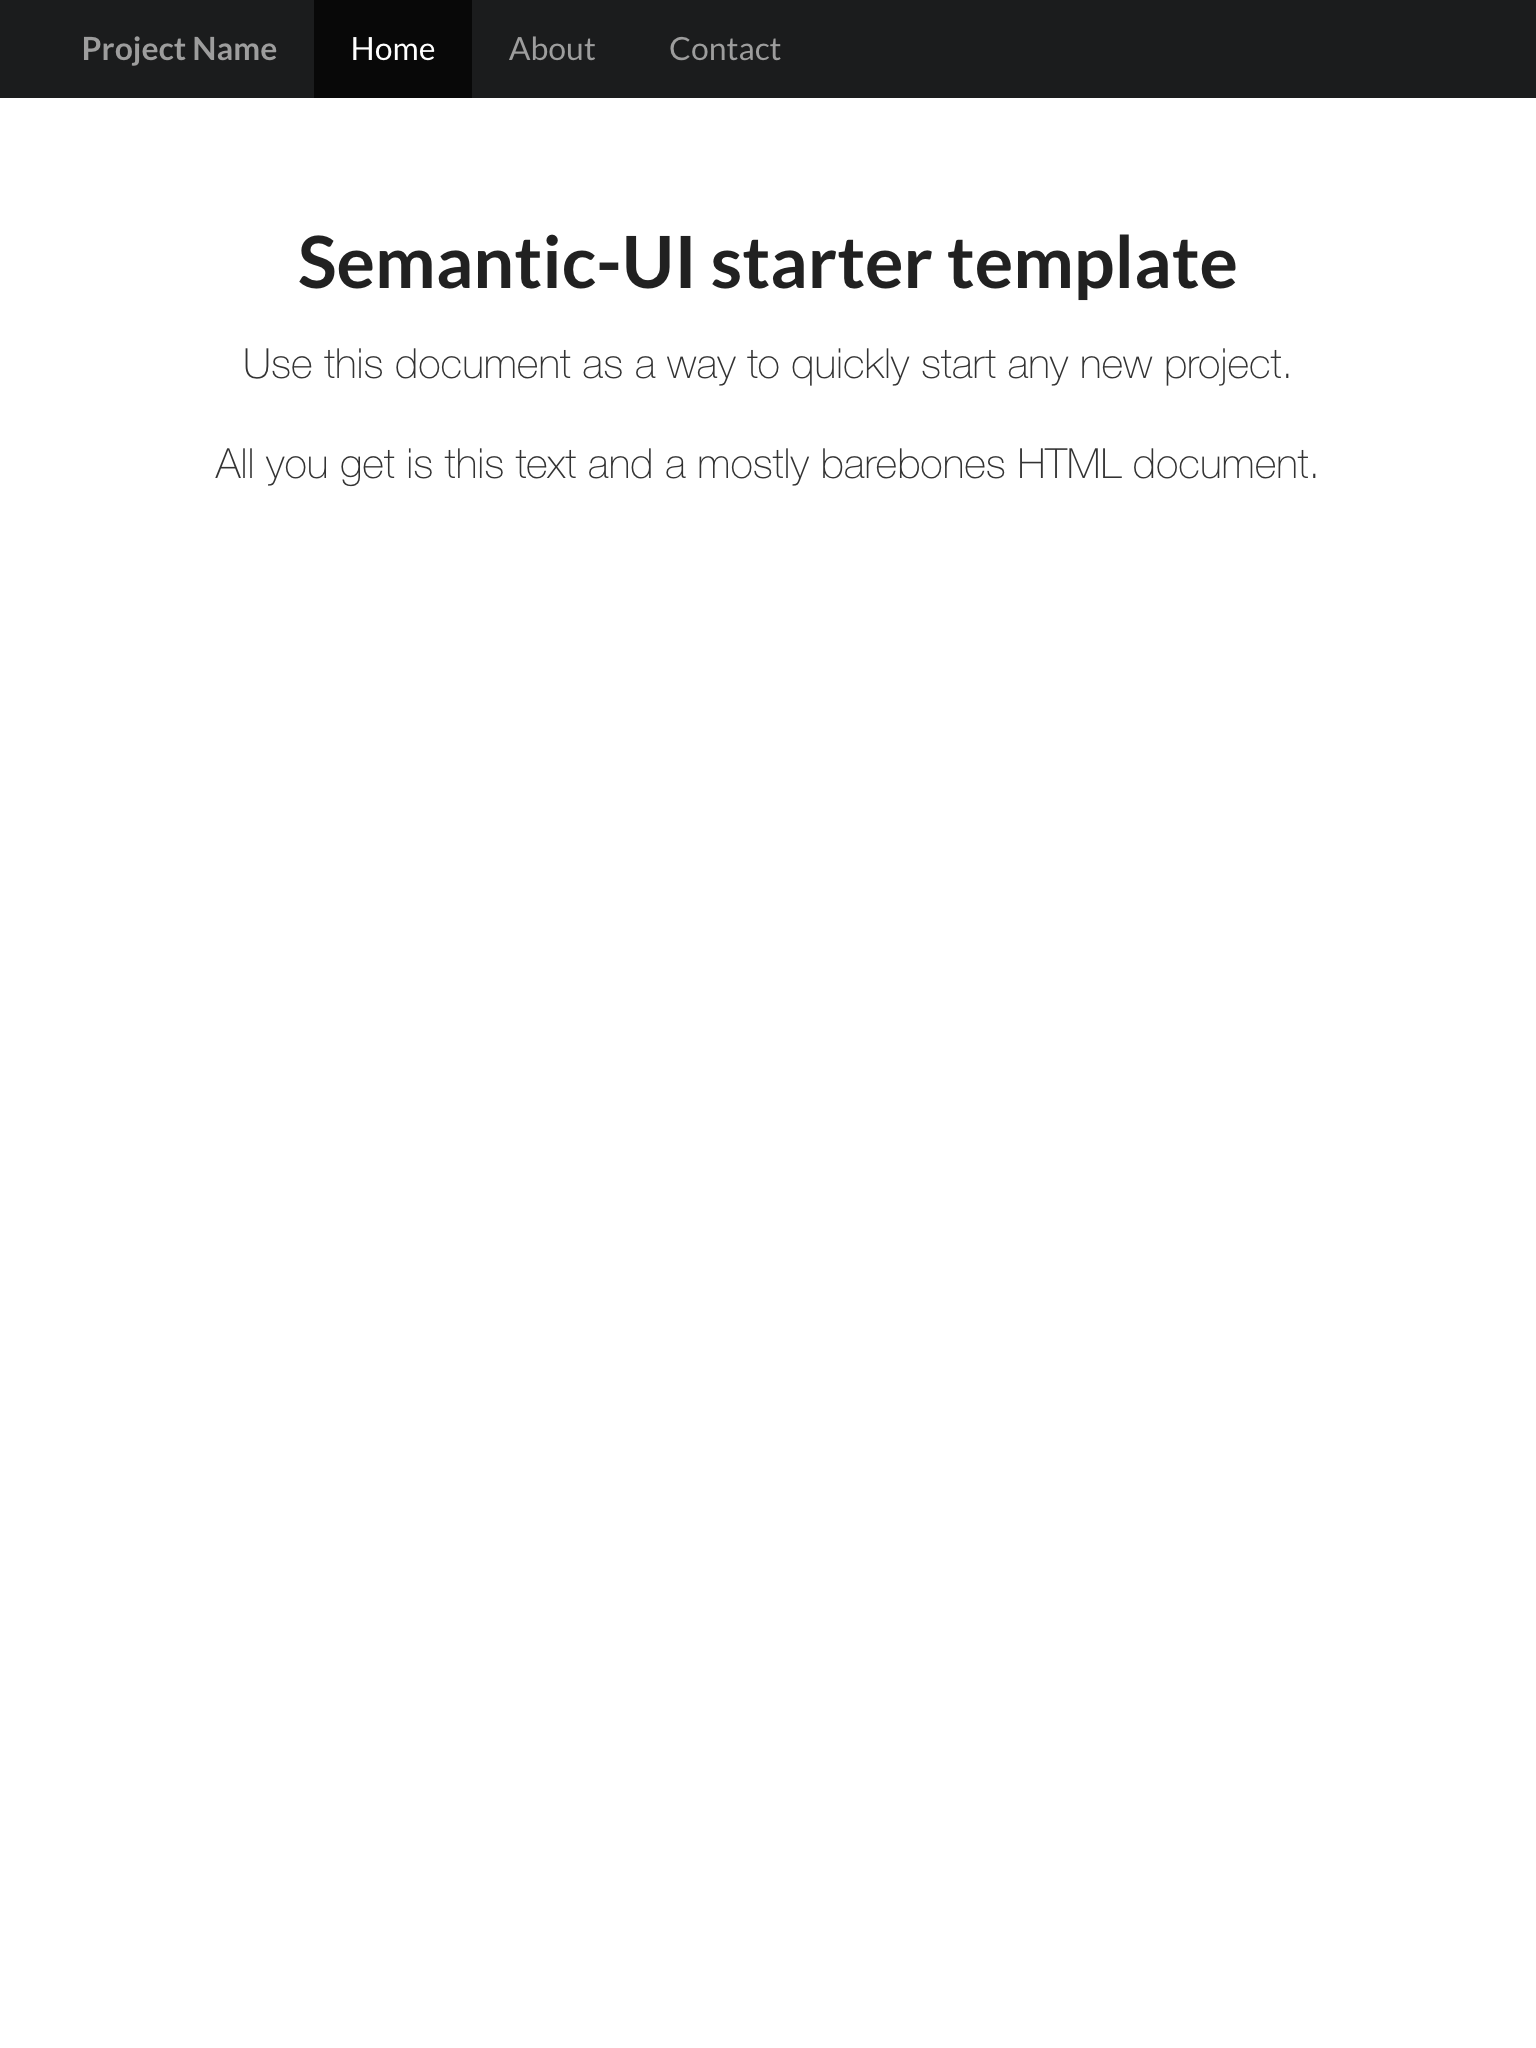 Project Name Home About Contact
Semantic-UI starter template
Use this document as a way to quickly start any new project.
All you get is this text and a mostly barebones HTML document.